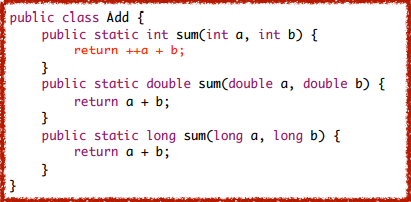 public class Add {
    public static int sum(int a, int b) {
        return ++a + b;
    }
    public static double sum(double a, double b) {
        return a + b;
    }
    public static long sum(long a, long b) {
        return a + b;
    }
}